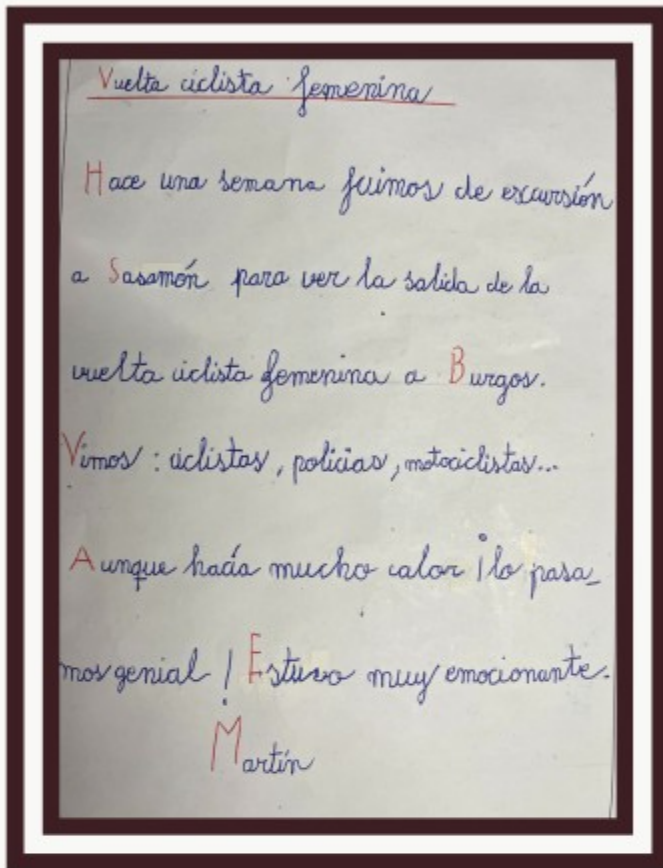 Vuelta ciclista femenina
Hace una semana fuimos de excursión
a Sasamón para ver la salida de la
vuelta ciclista femenina a Burgos.
Vimos: ciclistas, policias, motociclistas...
Aunque hacía mucho calor ¡lo pasa-
mos genial! Estuvo muy emocionante.
Martín